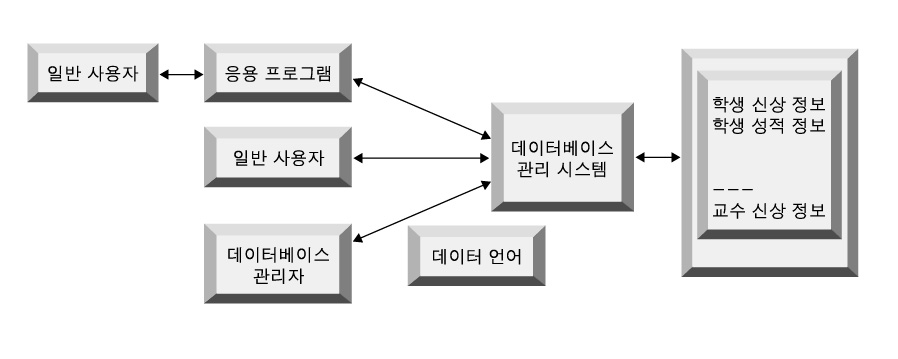 일반 사용자
응용 프로그램
일반 사용자
데이터베이스
관리자
데이터 언어
데이터베이스
관리 시스템
학생 신상 정보
학생 성적 정보
___
교수 신상 정보